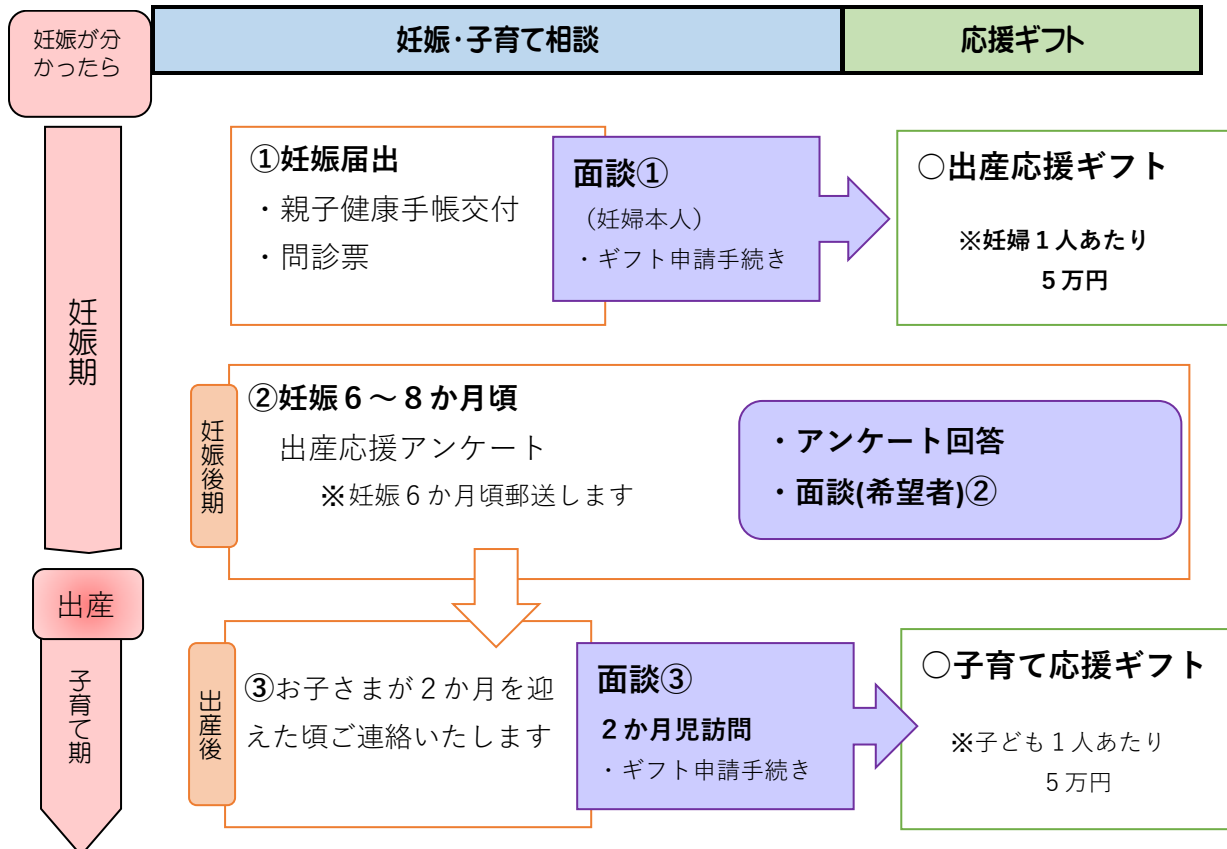 妊娠が分
かったら
妊娠・子育て相談
応援ギフト
妊娠期
①妊娠届出
・親子健康手帳交付
・問診票
面談①
（妊婦本人）
・ギフト申請手続き
○出産応援ギフト
※妊婦１人あたり
５万円
妊娠後期
②妊娠６～８か月頃
出産応援アンケート
※妊娠６か月頃郵送します
・アンケート回答
・面談(希望者)②
出産
子育て期
出産後
③お子さまが２か月を迎
えた頃ご連絡いたします
面談③
２か月児訪問
・ギフト申請手続き
○子育て応援ギフト
※子ども１人あたり
５万円